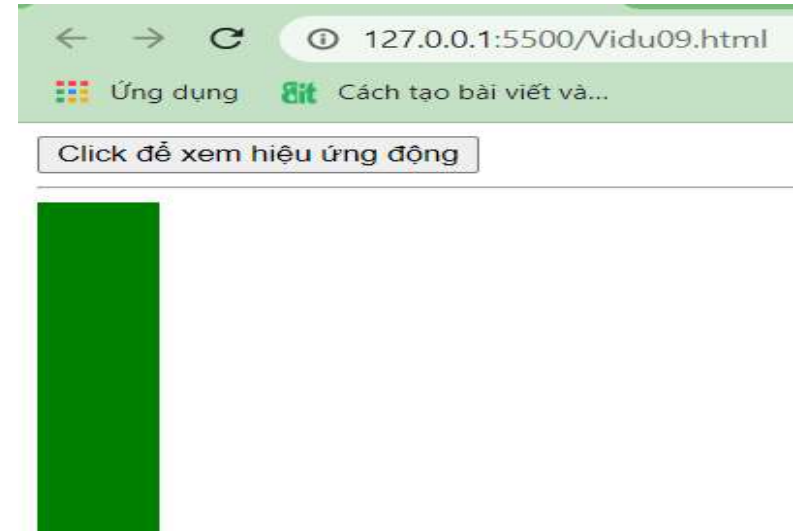 127.0.0.1:5500/Vidu09.html
Ứng dụng Bit Cách tạo bài viết và...
Click để xem hiệu ứng động